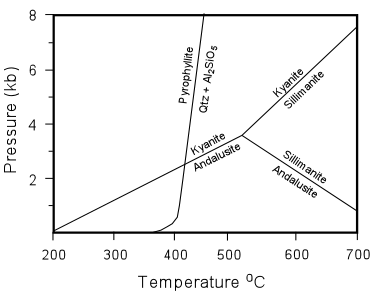 8
6
4
2
Pressure (kb)
Pyrophyllite
Qtz + Al₂SiO₅
Kyanite
Sillimanite
Kyanite
Andalusite
Sillimanite
Andalusite
200 300 400 500 600 700
Temperature ⁰C